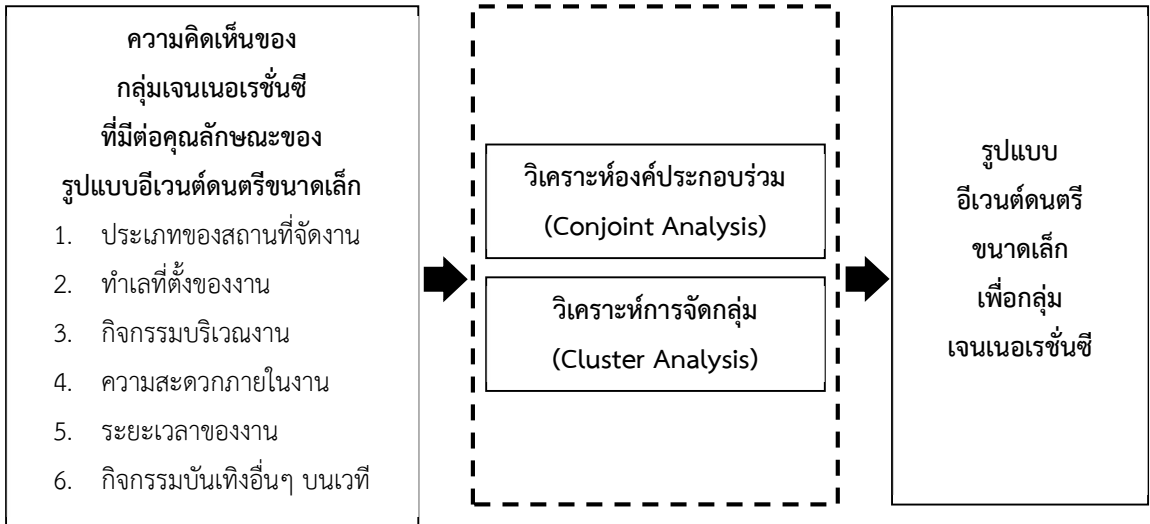 ความคิดเห็นของ
กลุ่มเจนเนอเรชั่นซี
ที่มีต่อคุณลักษณะของ
รูปแบบอีเวนต์ดนตรีขนาดเล็ก
1. ประเภทของสถานที่จัดงาน
2. ทำเลที่ตั้งของงาน
3. กิจกรรมบริเวณงาน
4. ความสะดวกภายในงาน
5. ระยะเวลาของงาน
6. กิจกรรมบันเทิงอื่นๆ บนเวที
วิเคราะห์องค์ประกอบร่วม
(Conjoint Analysis)
วิเคราะห์การจัดกลุ่ม
(Cluster Analysis)
รูปแบบ
อีเวนต์ดนตรี
ขนาดเล็ก
เพื่อกลุ่ม
เจนเนอเรชั่นซี